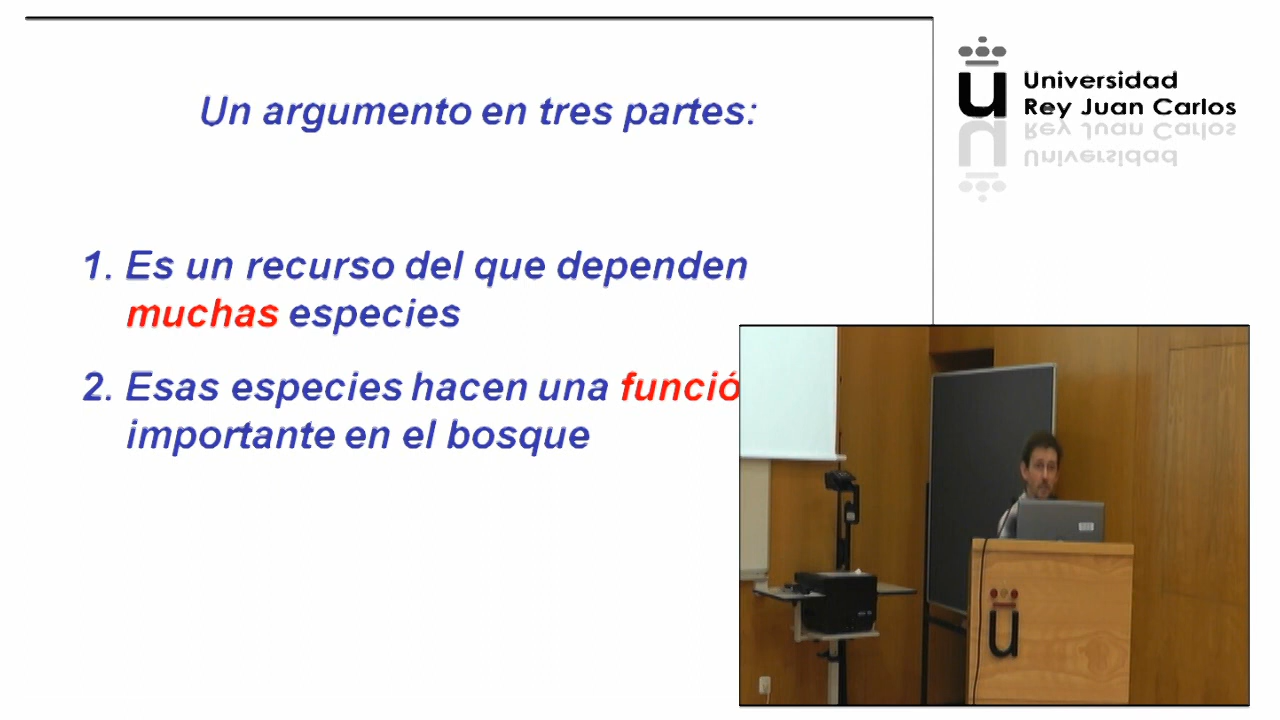 Un argumento en tres partes:
1. Es un recurso del que dependen
muchas especies
2. Esas especies hacen una funció
importante en el bosque
Universidad
Rey Juan Carlos